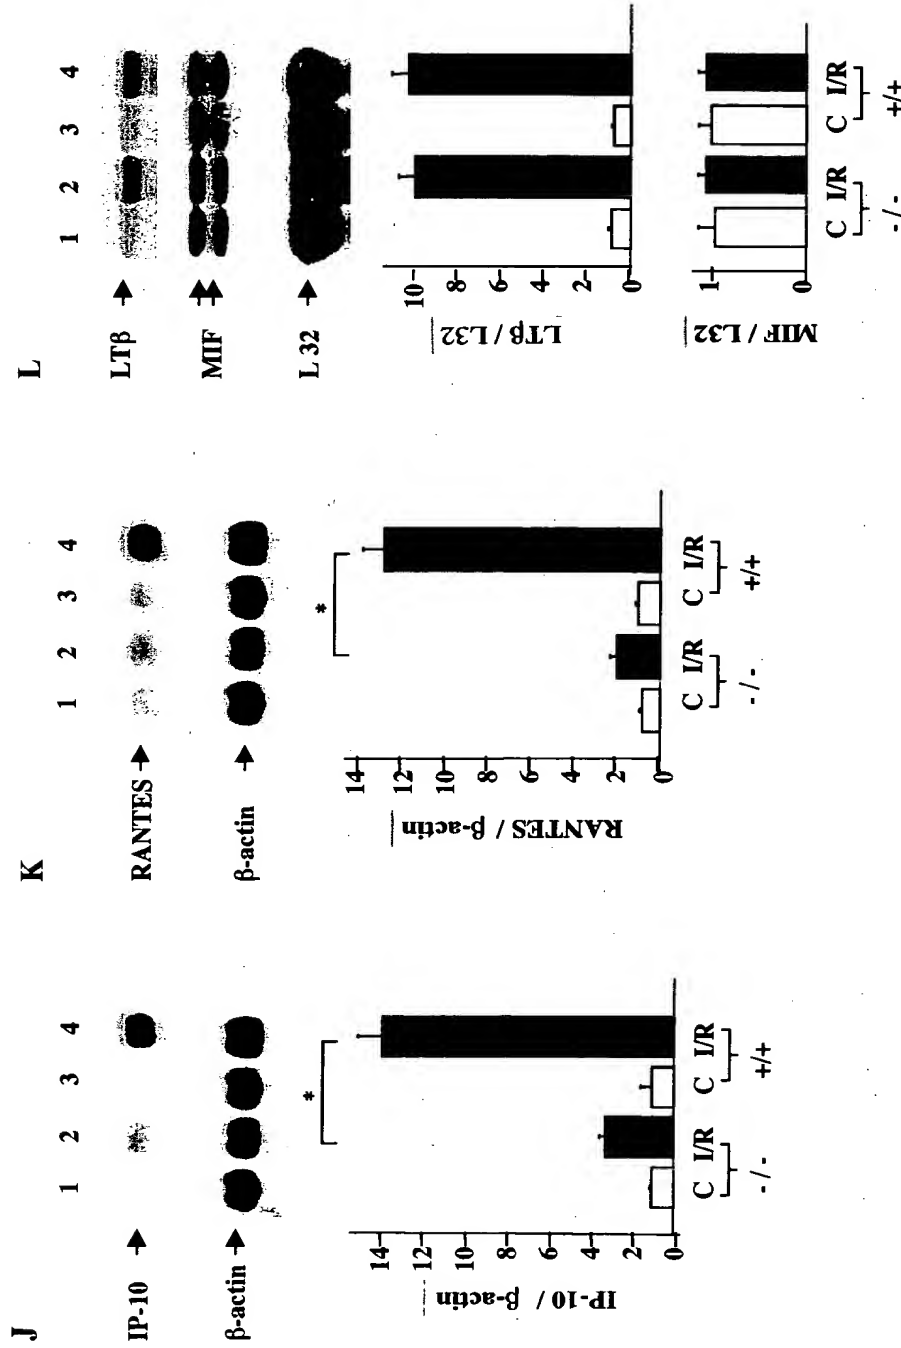 J
1 2 3 4
IP-10
β-actin
*
IP-10 / β-actin
14
12
10
8
6
4
2
0
C I/R C I/R
-/- +/+
K
1 2 3 4
RANTES
β-actin
*
RANTES / β-actin
14
12
10
8
6
4
2
0
C I/R C I/R
-/- +/+
L
1 2 3 4
LTβ
MIF
L 32
LTβ / L32
10
8
6
4
2
0
MIF / L32
1
0
C I/R C I/R
-/- +/+